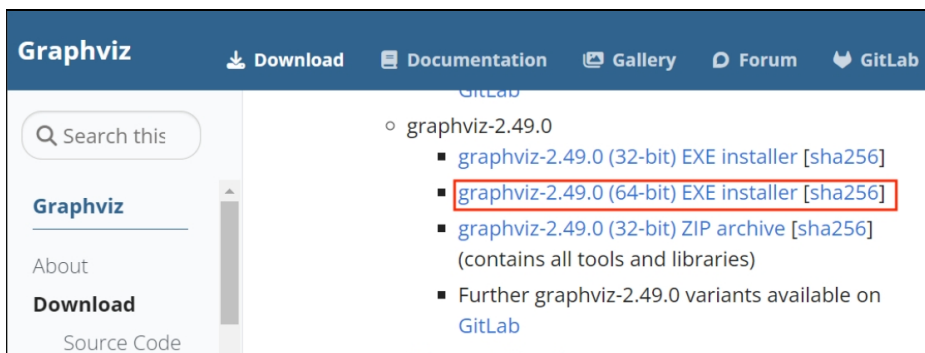 Graphviz
Download Documentation Gallery Forum GitLab
GitLab
Search this
graphviz-2.49.0
graphviz-2.49.0 (32-bit) EXE installer [sha256]
graphviz-2.49.0 (64-bit) EXE installer [sha256]
Graphviz
graphviz-2.49.0 (32-bit) ZIP archive [sha256]
(contains all tools and libraries)
About
Download
Further graphviz-2.49.0 variants available on
GitLab
Source Code